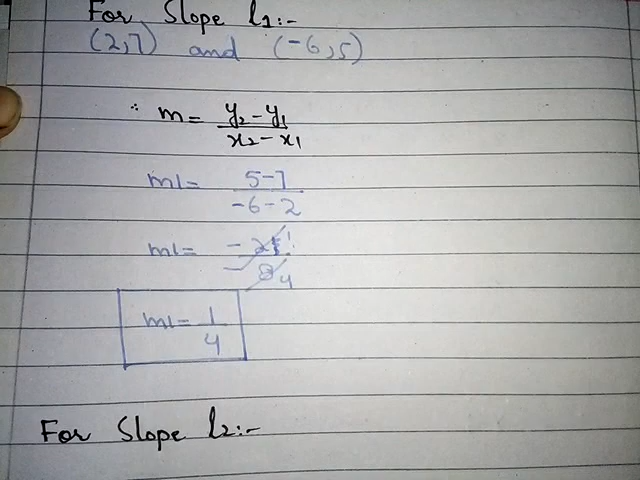 For Slope l1:-
(2,7) and (-6,5)
∵ m = y2 - y1 / x2 - x1
m1 = 5-7 / -6-2
m1 = -2 1 / -8 4
m1 = 1 / 4
For Slope l2:-